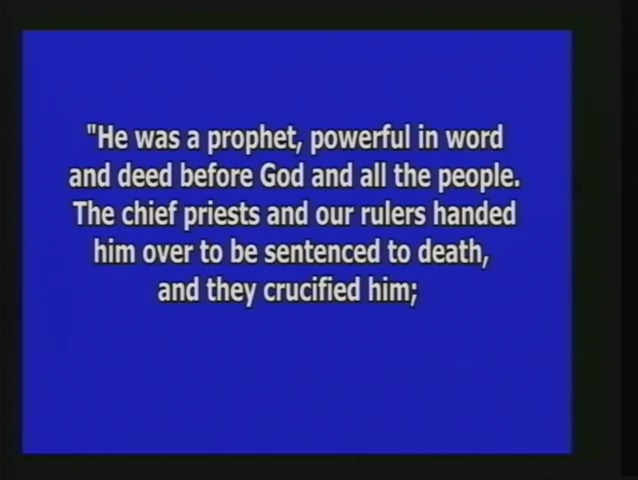 "He was a prophet, powerful in word
and deed before God and all the people.
The chief priests and our rulers handed
him over to be sentenced to death,
and they crucified him;